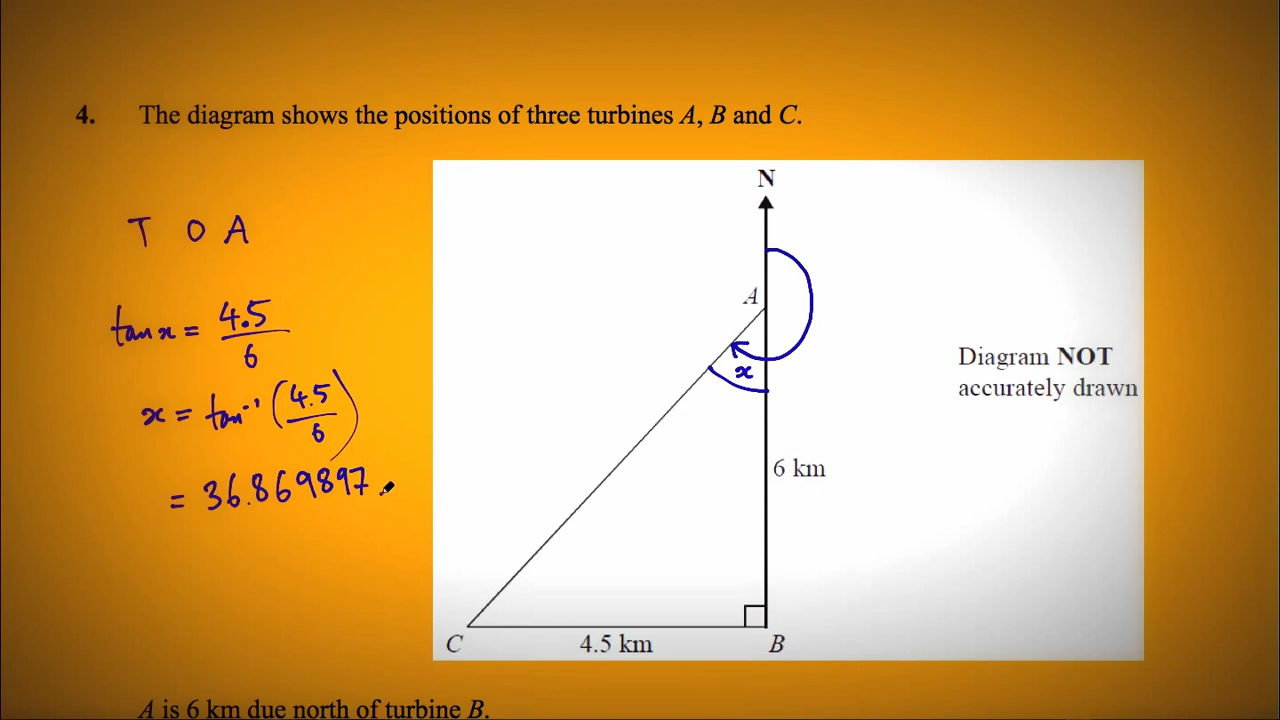 4. The diagram shows the positions of three turbines A, B and C.
N
T O A
A
tan x = 4.5/6
Diagram NOT
accurately drawn
x
x = tan⁻¹ (4.5/6)
6 km
= 36.869897
C 4.5 km B
A is 6 km due north of turbine B.